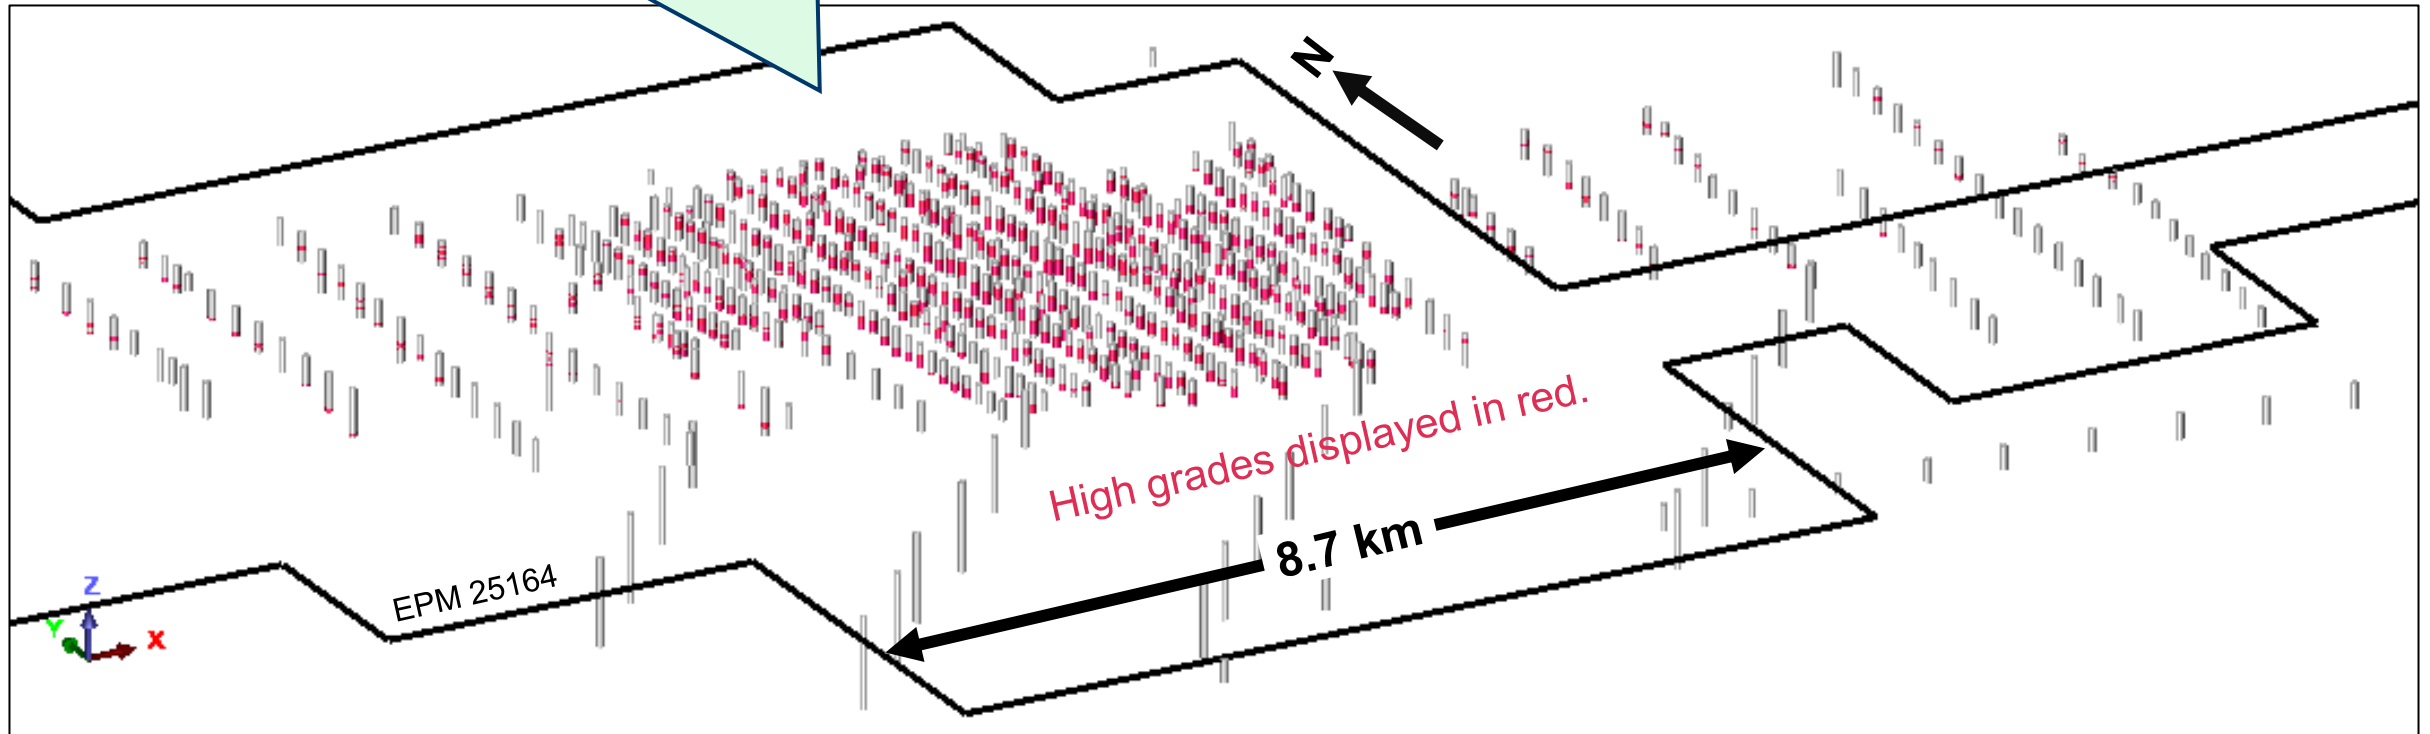 N
High grades displayed in red.
8.7 km
EPM 25164
Z
Y
X